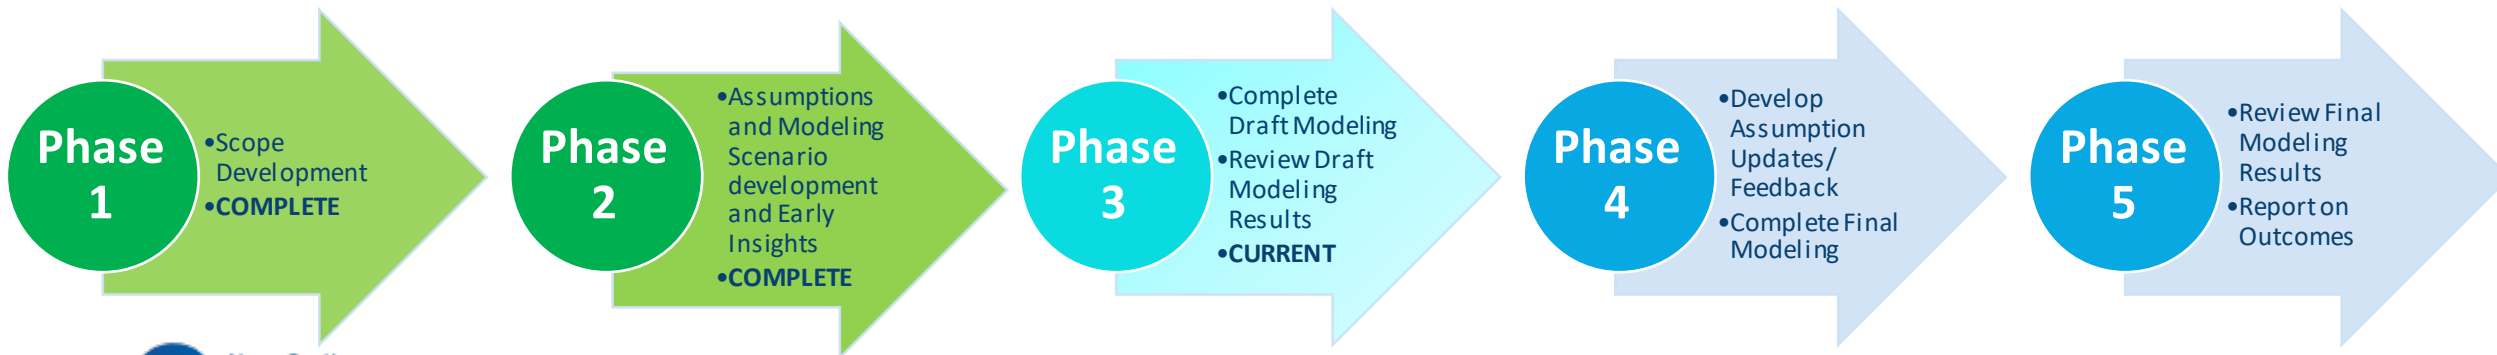 Phase
1
•Scope
Development
•COMPLETE
Phase
2
•Assumptions
and Modeling
Scenario
development
and Early
Insights
•COMPLETE
Phase
3
•Complete
Draft Modeling
•Review Draft
Modeling
Results
•CURRENT
Phase
4
•Develop
Assumption
Updates/
Feedback
•Complete Final
Modeling
Phase
5
•Review Final
Modeling
Results
•Report on
Outcomes